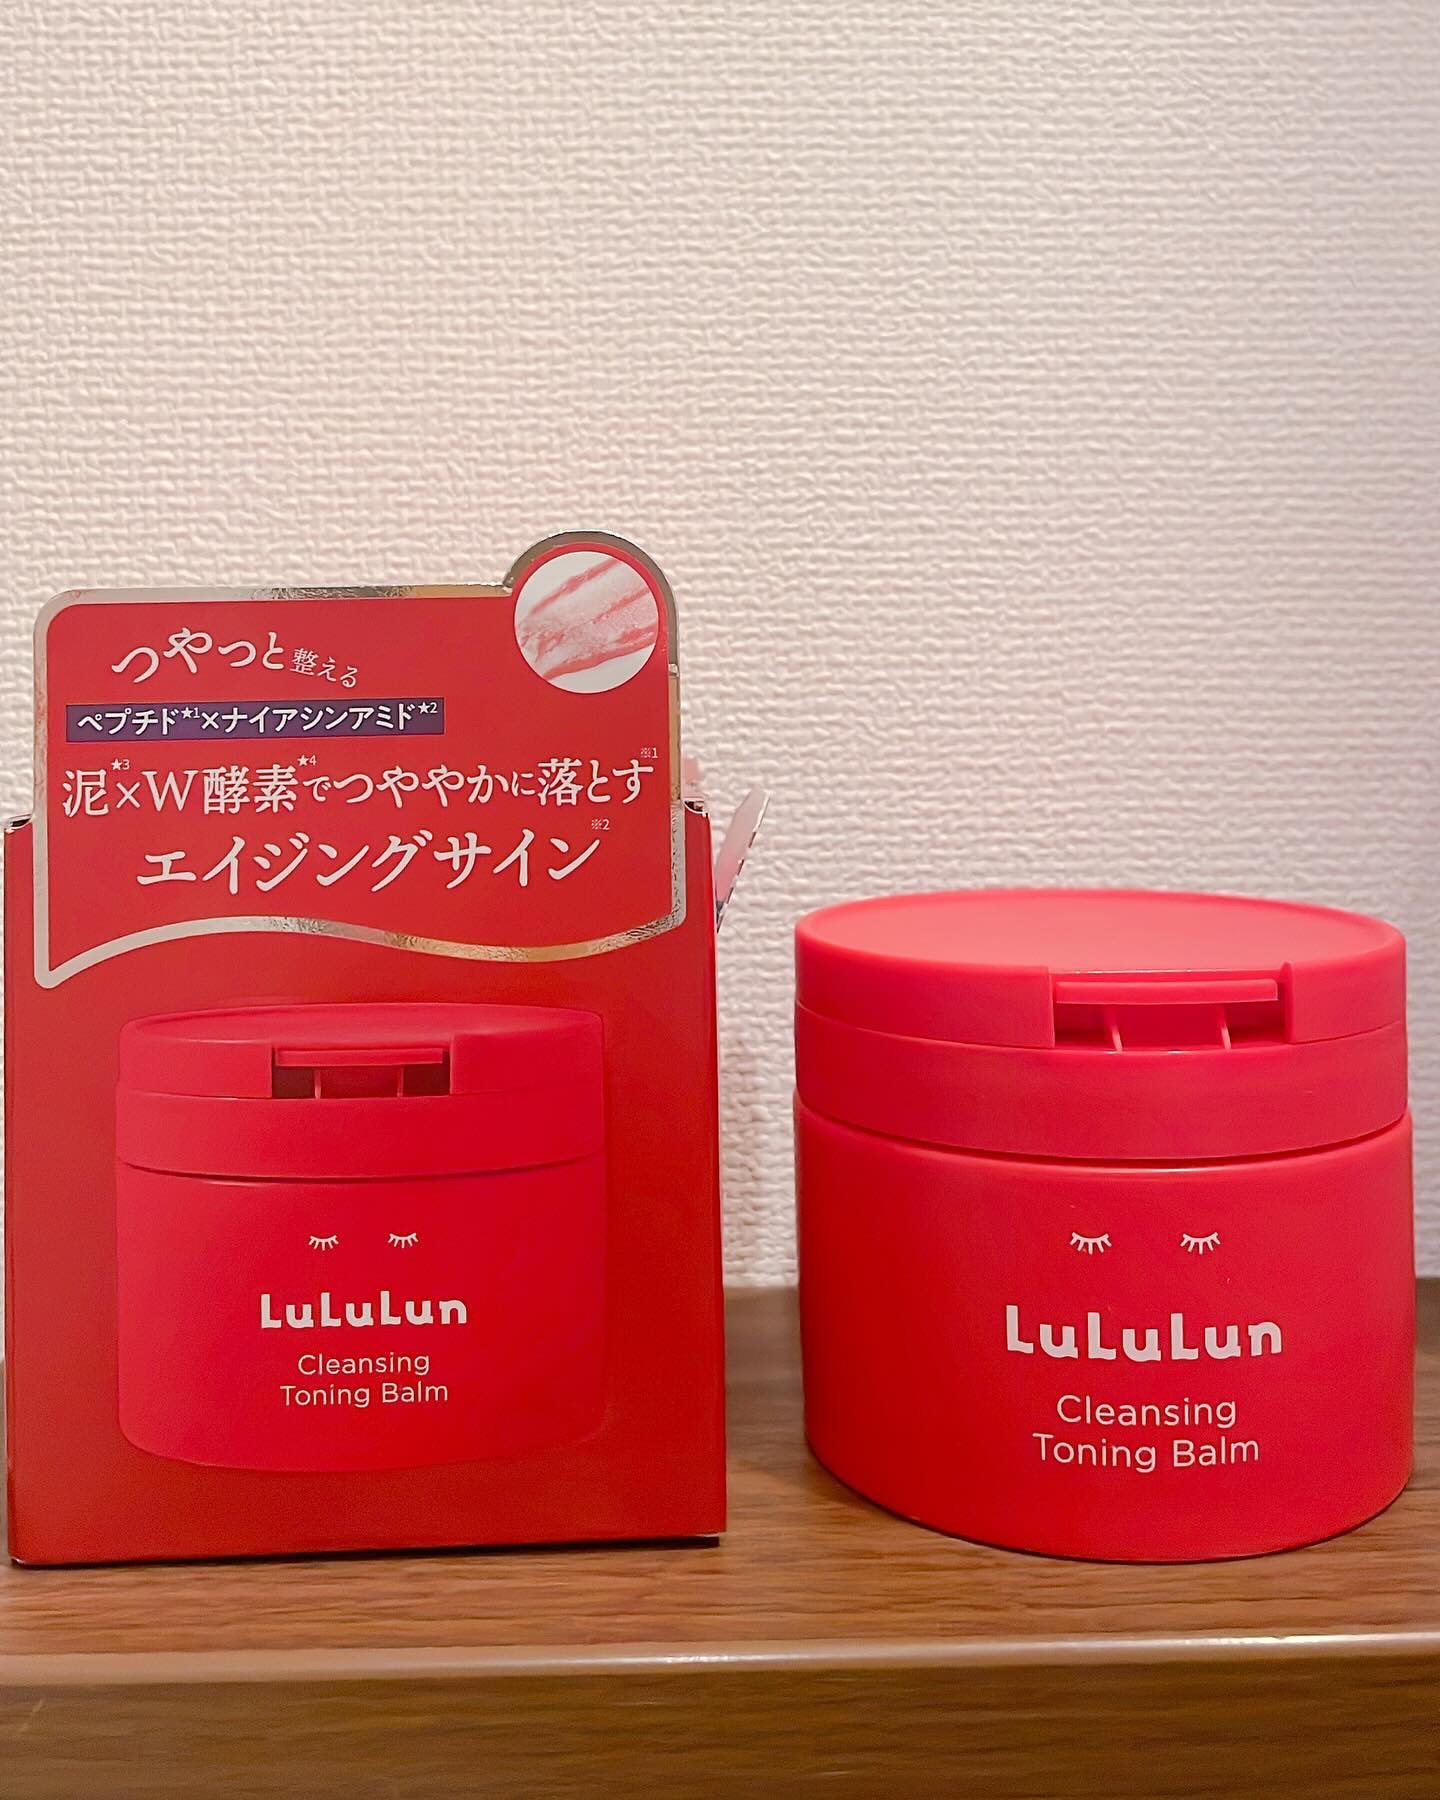 つやっと整える
ペプチド★1×ナイアシンアミド★2
泥★3×W酵素★4でつややかに落とす※1
エイジングサイン※2
LuLuLun
Cleansing
Toning Balm
LuLuLun
Cleansing
Toning Balm